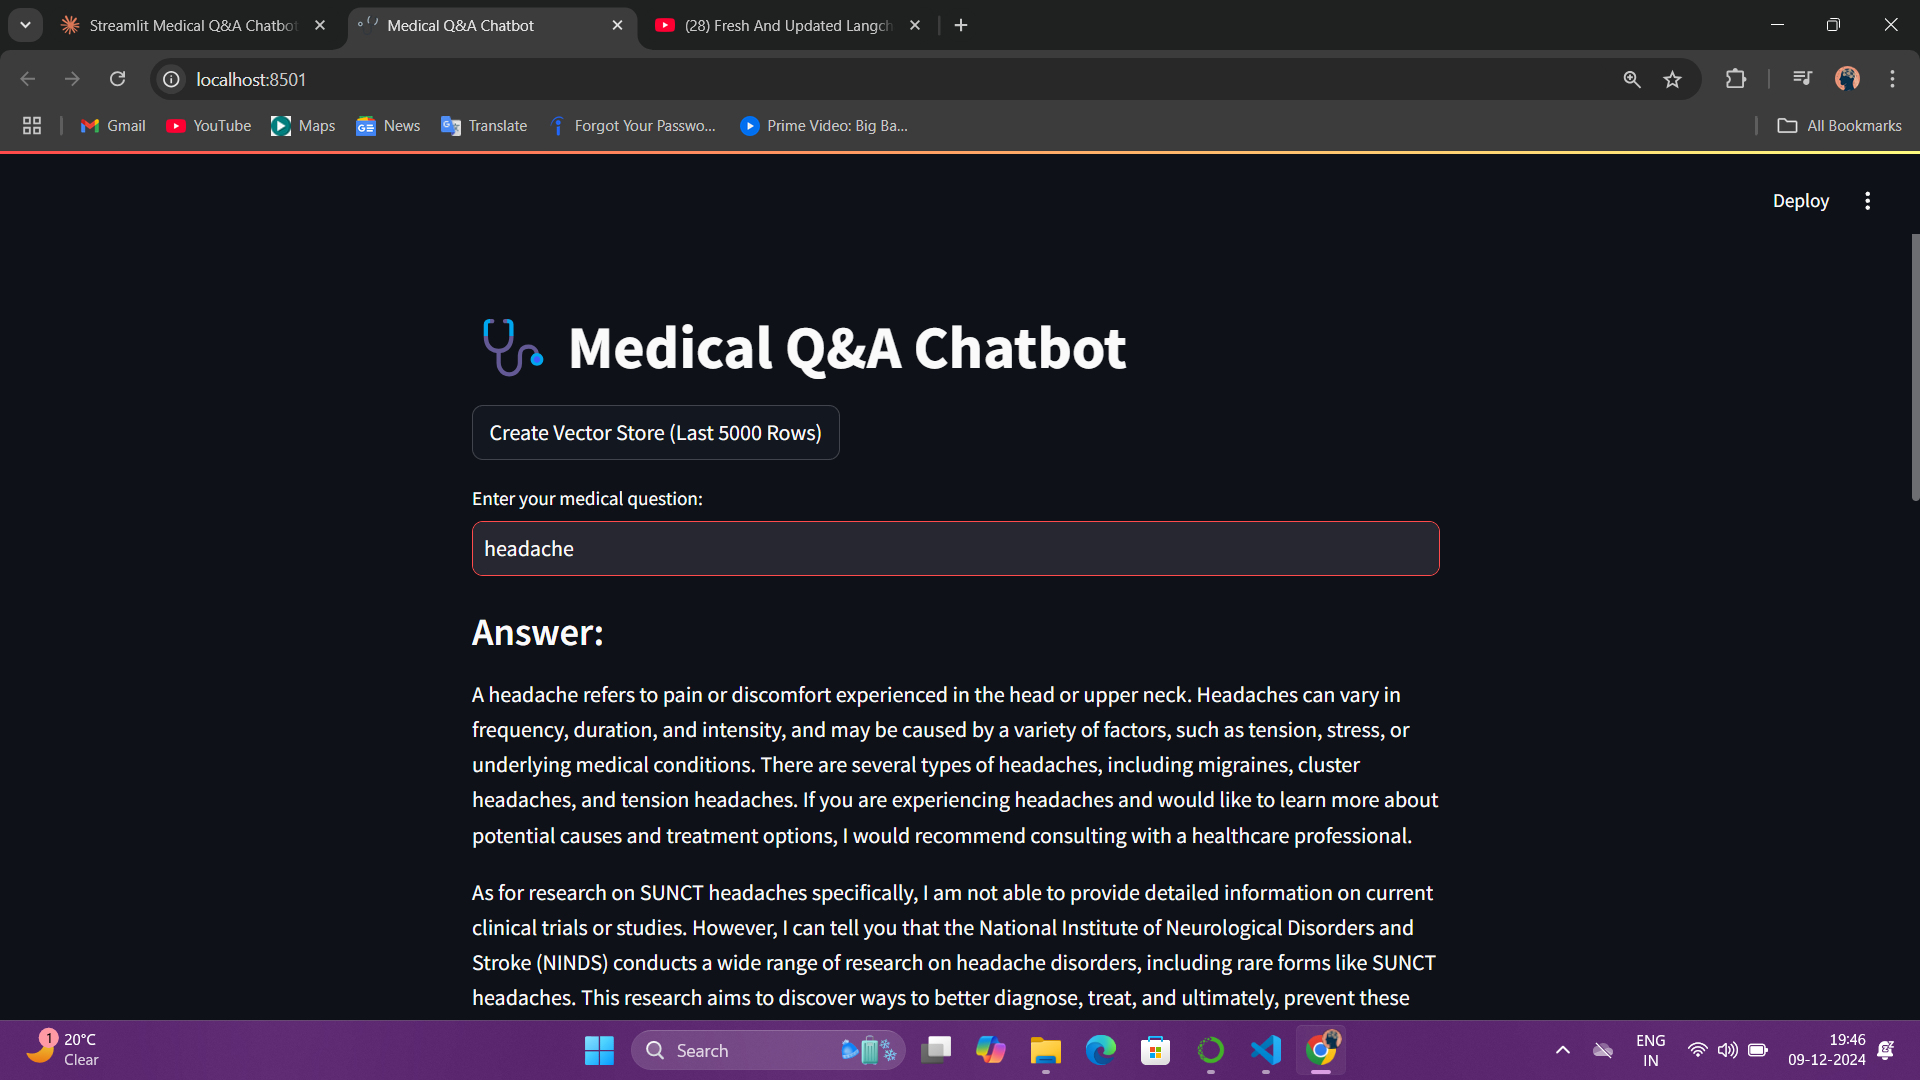 Streamlit Medical Q&A Chatbot
Medical Q&A Chatbot
(28) Fresh And Updated Langch
localhost:8501
Gmail
YouTube
Maps
News
Translate
Forgot Your Passwo...
Prime Video: Big Ba...
All Bookmarks
Deploy
Medical Q&A Chatbot
Create Vector Store (Last 5000 Rows)
Enter your medical question:
headache
Answer:
A headache refers to pain or discomfort experienced in the head or upper neck. Headaches can vary in
frequency, duration, and intensity, and may be caused by a variety of factors, such as tension, stress, or
underlying medical conditions. There are several types of headaches, including migraines, cluster
headaches, and tension headaches. If you are experiencing headaches and would like to learn more about
potential causes and treatment options, I would recommend consulting with a healthcare professional.
As for research on SUNCT headaches specifically, I am not able to provide detailed information on current
clinical trials or studies. However, I can tell you that the National Institute of Neurological Disorders and
Stroke (NINDS) conducts a wide range of research on headache disorders, including rare forms like SUNCT
headaches. This research aims to discover ways to better diagnose, treat, and ultimately, prevent these
1
20°C
Clear
Search
ENG
IN
19:46
09-12-2024